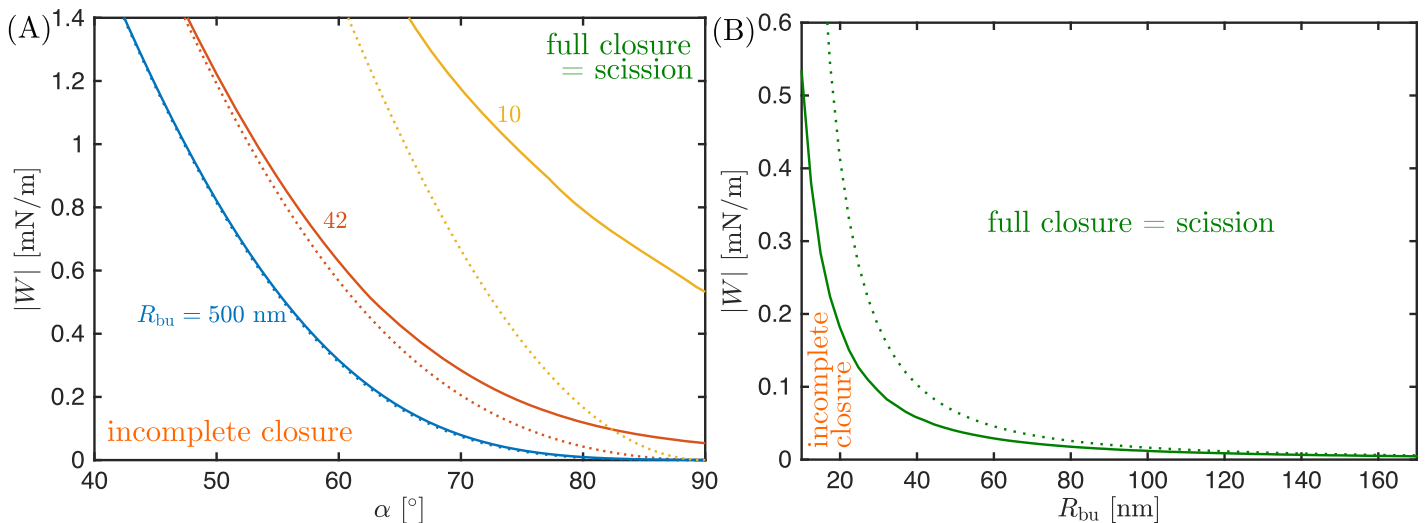 (A)
|W| [mN/m]
1.4
1.2
1
0.8
0.6
0.4
0.2
0
40
50
60
70
80
90
α [°]
full closure
= scission
10
42
R_bu = 500 nm
incomplete closure
(B)
|W| [mN/m]
0.6
0.5
0.4
0.3
0.2
0.1
0
20
40
60
80
100
120
140
160
R_bu [nm]
full closure = scission
incomplete
closure